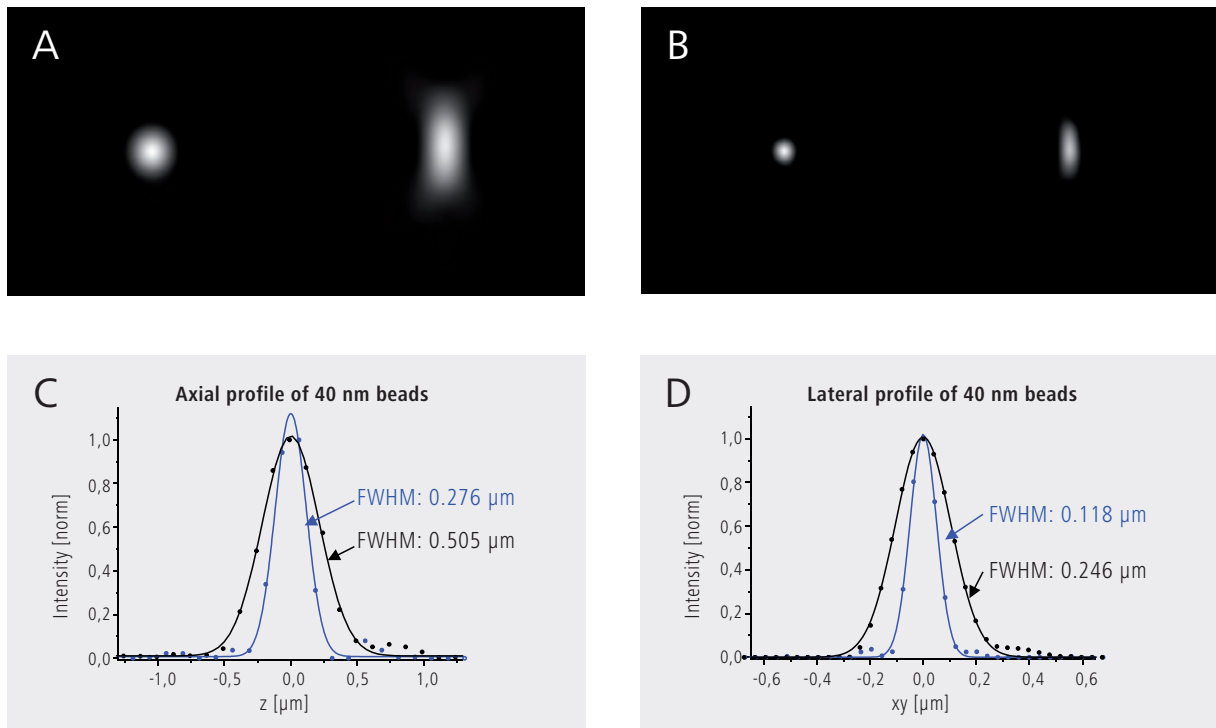 A
B
C
Axial profile of 40 nm beads
Intensity [norm]
1,0
0,8
0,6
0,4
0,2
0,0
FWHM: 0.276 µm
FWHM: 0.505 µm
-1,0
-0,5
0,0
0,5
1,0
z [µm]
D
Lateral profile of 40 nm beads
Intensity [norm]
1,0
0,8
0,6
0,4
0,2
0,0
FWHM: 0.118 µm
FWHM: 0.246 µm
-0,6
-0,4
-0,2
0,0
0,2
0,4
0,6
xy [µm]